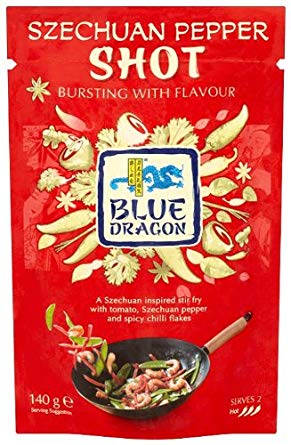 SZECHUAN PEPPER
SHOT
BURSTING WITH FLAVOUR
BLUE
DRAGON
A Szechuan inspired stir fry
with tomato, Szechuan pepper
and spicy chilli flakes
140 g e
Serving Suggestion
SERVES 2
Hot